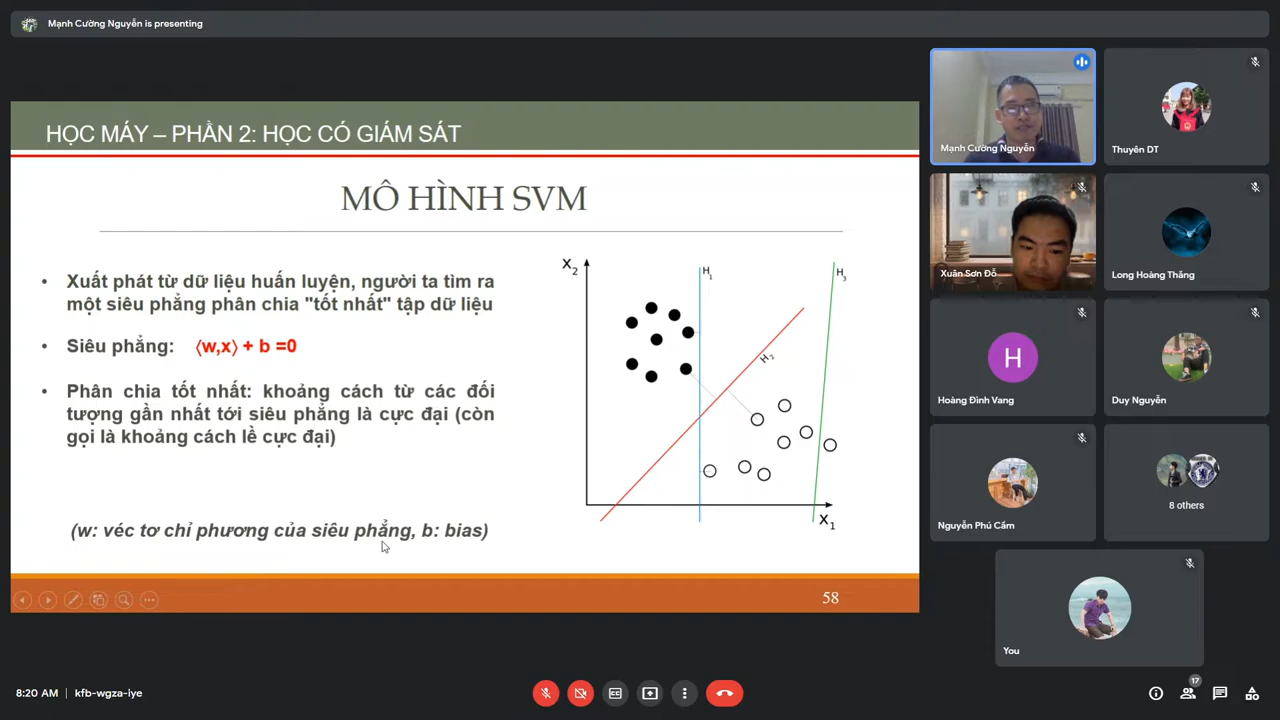 Mạnh Cường Nguyễn is presenting
HỌC MÁY – PHẦN 2: HỌC CÓ GIÁM SÁT
MÔ HÌNH SVM
• Xuất phát từ dữ liệu huấn luyện, người ta tìm ra
một siêu phẳng phân chia "tốt nhất" tập dữ liệu
• Siêu phẳng: ⟨w,x⟩ + b =0
• Phân chia tốt nhất: khoảng cách từ các đối
tượng gần nhất tới siêu phẳng là cực đại (còn
gọi là khoảng cách lề cực đại)
(w: véc tơ chỉ phương của siêu phẳng, b: bias)
X2
H1
H2
H3
X1
58
Mạnh Cường Nguyễn
Thuyên DT
Xuân Sơn Đỗ
Long Hoàng Thăng
H
Hoàng Đình Vang
Duy Nguyễn
Nguyễn Phú Cầm
8 others
You
8:20 AM | kfb-wgza-iye
17